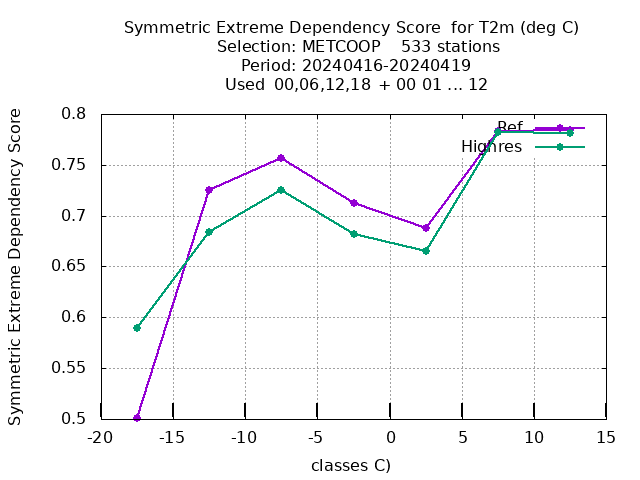 Symmetric Extreme Dependency Score for T2m (deg C)
Selection: METCOOP 533 stations
Period: 20240416-20240419
Used 00,06,12,18 + 00 01 ... 12
Symmetric Extreme Dependency Score
0.8
0.75
0.7
0.65
0.6
0.55
0.5
Ref
Highres
-20 -15 -10 -5 0 5 10 15
classes C)